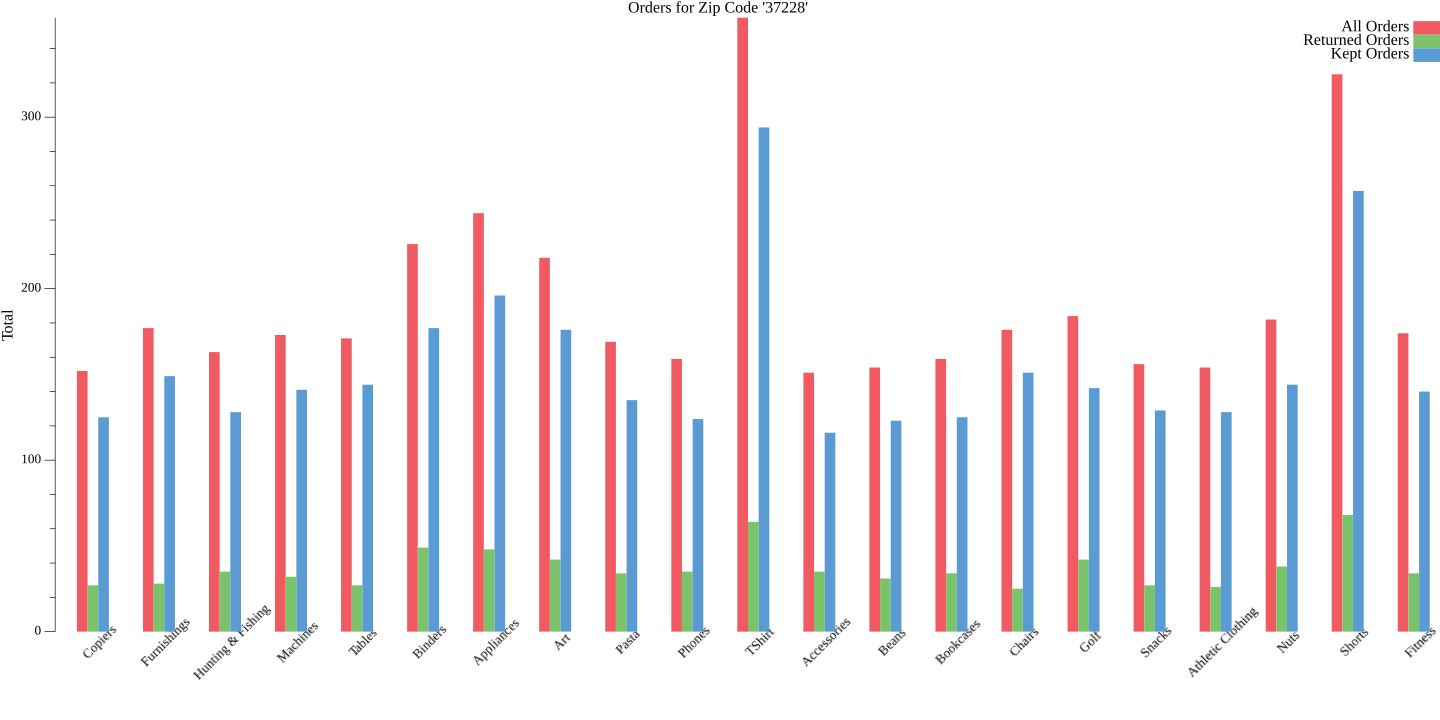 Orders for Zip Code '37228'
All Orders
Returned Orders
Kept Orders
Total
300
200
100
0
Copiers
Furnishings
Hunting & Fishing
Machines
Tables
Binders
Appliances
Art
Pasta
Phones
TShirt
Accessories
Beans
Bookcases
Chairs
Golf
Snacks
Athletic Clothing
Nuts
Shorts
Fitness